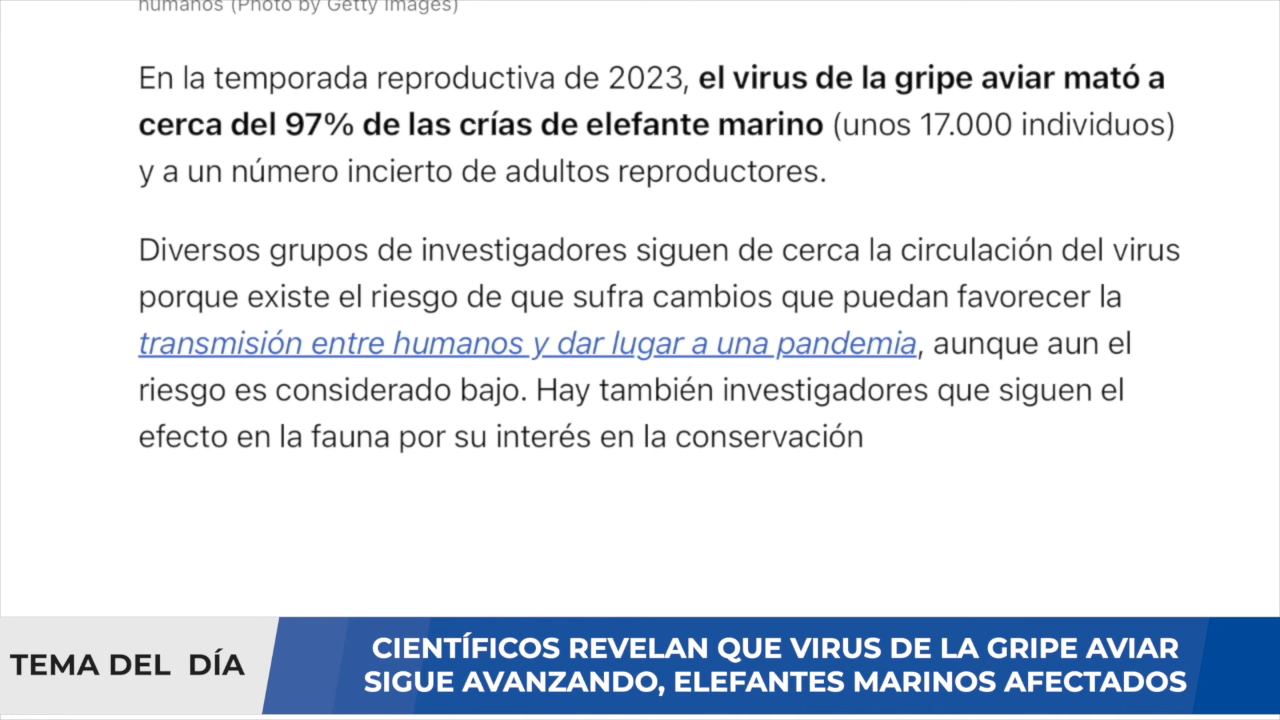 humanos (Photo by Getty Images)
En la temporada reproductiva de 2023, el virus de la gripe aviar mató a
cerca del 97% de las crías de elefante marino (unos 17.000 individuos)
y a un número incierto de adultos reproductores.
Diversos grupos de investigadores siguen de cerca la circulación del virus
porque existe el riesgo de que sufra cambios que puedan favorecer la
transmisión entre humanos y dar lugar a una pandemia, aunque aun el
riesgo es considerado bajo. Hay también investigadores que siguen el
efecto en la fauna por su interés en la conservación
TEMA DEL DÍA
CIENTÍFICOS REVELAN QUE VIRUS DE LA GRIPE AVIAR
SIGUE AVANZANDO, ELEFANTES MARINOS AFECTADOS